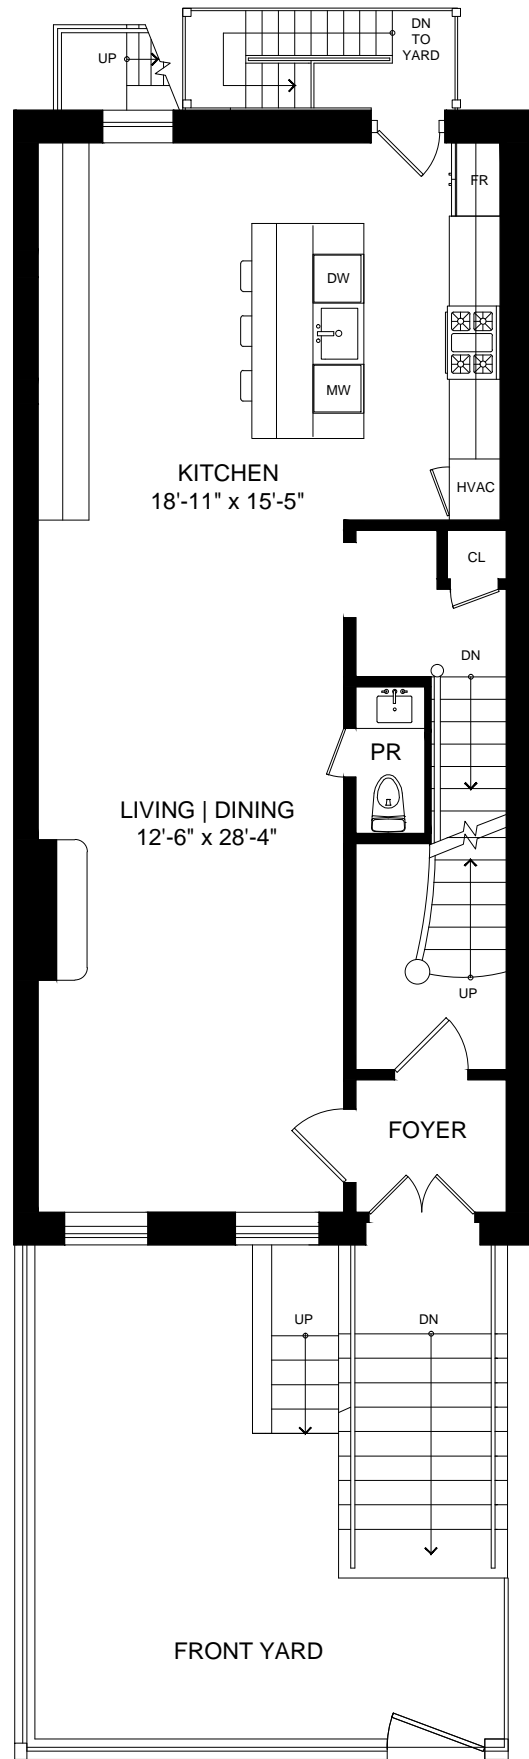 DN
TO
YARD
UP
FR
DW
MW
KITCHEN
18'-11" x 15'-5"
HVAC
CL
DN
PR
LIVING | DINING
12'-6" x 28'-4"
UP
FOYER
UP
DN
FRONT YARD